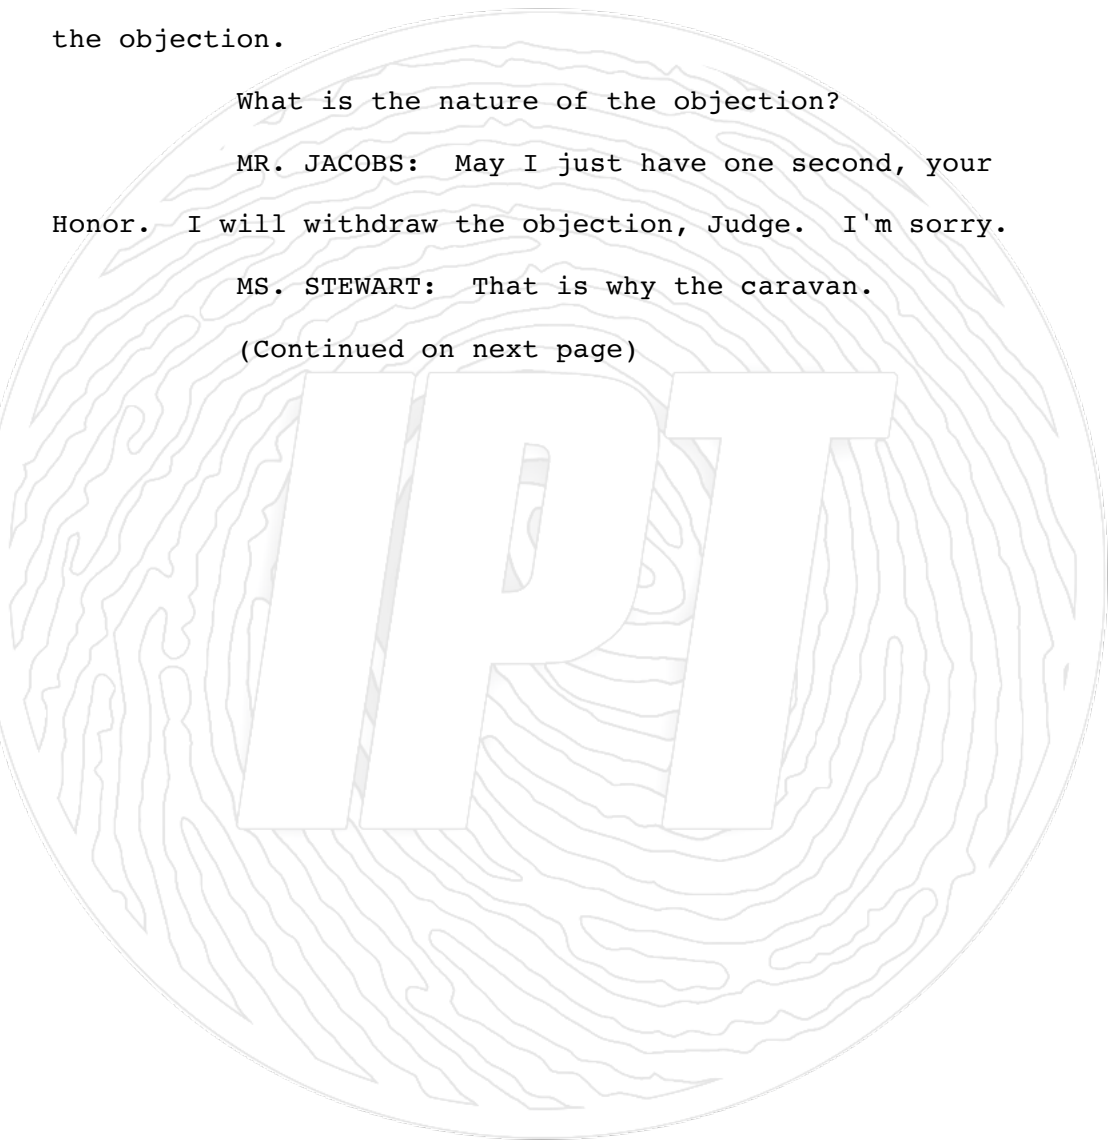 the objection.
What is the nature of the objection?
MR. JACOBS:  May I just have one second, your
Honor.  I will withdraw the objection, Judge.  I'm sorry.
MS. STEWART:  That is why the caravan.
(Continued on next page)
IPT